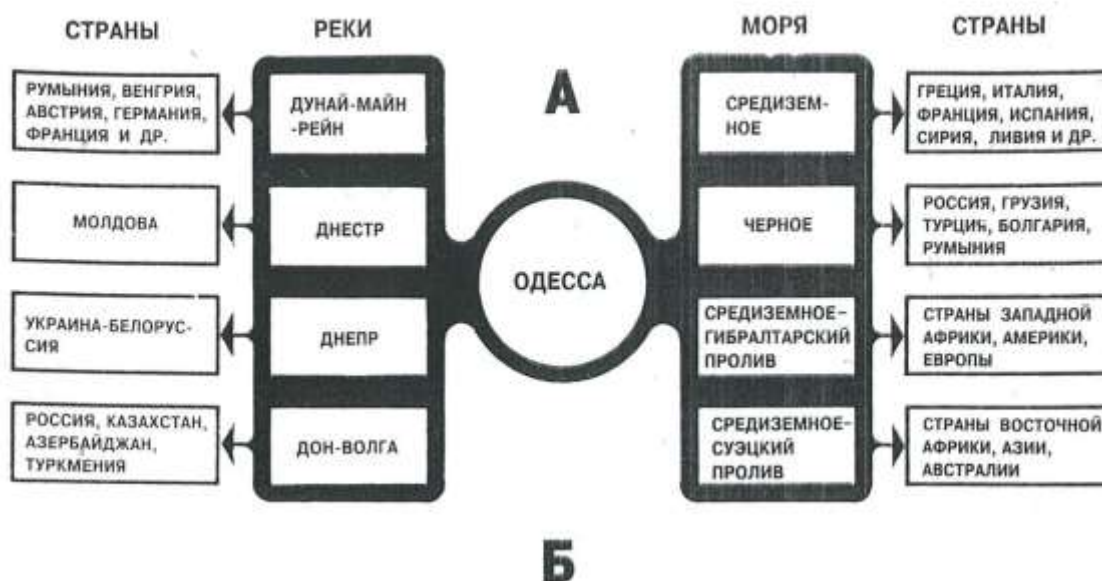 СТРАНЫ
РЕКИ
МОРЯ
СТРАНЫ
А
РУМЫНИЯ, ВЕНГРИЯ,
АВСТРИЯ, ГЕРМАНИЯ,
ФРАНЦИЯ И ДР.
ДУНАЙ-МАЙН
-РЕЙН
МОЛДОВА
ДНЕСТР
УКРАИНА-БЕЛОРУС-
СИЯ
ДНЕПР
РОССИЯ, КАЗАХСТАН,
АЗЕРБАЙДЖАН,
ТУРКМЕНИЯ
ДОН-ВОЛГА
ОДЕССА
СРЕДИЗЕМ-
НОЕ
ГРЕЦИЯ, ИТАЛИЯ,
ФРАНЦИЯ, ИСПАНИЯ,
СИРИЯ, ЛИВИЯ И ДР.
ЧЕРНОЕ
РОССИЯ, ГРУЗИЯ,
ТУРЦИЯ, БОЛГАРИЯ,
РУМЫНИЯ
СРЕДИЗЕМНОЕ-
ГИБРАЛТАРСКИЙ
ПРОЛИВ
СТРАНЫ ЗАПАДНОЙ
АФРИКИ, АМЕРИКИ,
ЕВРОПЫ
СРЕДИЗЕМНОЕ-
СУЭЦКИЙ
ПРОЛИВ
СТРАНЫ ВОСТОЧНОЙ
АФРИКИ, АЗИИ,
АВСТРАЛИИ
Б